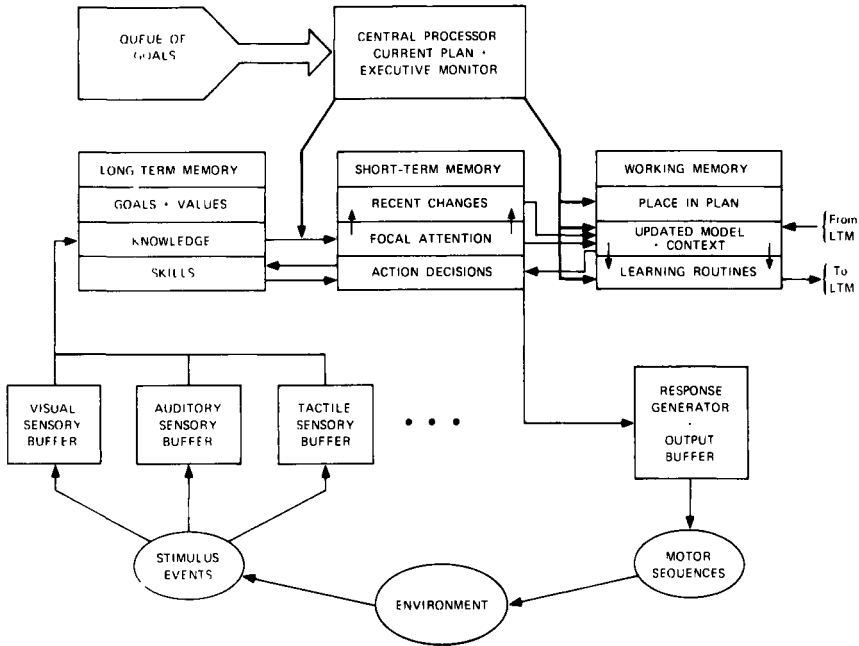 QUEUE OF
GOALS
CENTRAL PROCESSOR
CURRENT PLAN +
EXECUTIVE MONITOR
LONG TERM MEMORY
GOALS + VALUES
KNOWLEDGE
SKILLS
SHORT-TERM MEMORY
RECENT CHANGES
FOCAL ATTENTION
ACTION DECISIONS
WORKING MEMORY
PLACE IN PLAN
UPDATED MODEL
· CONTEXT
LEARNING ROUTINES
From
LTM
To
LTM
VISUAL
SENSORY
BUFFER
AUDITORY
SENSORY
BUFFER
TACTILE
SENSORY
BUFFER
• • •
RESPONSE
GENERATOR
·
OUTPUT
BUFFER
STIMULUS
EVENTS
ENVIRONMENT
MOTOR
SEQUENCES